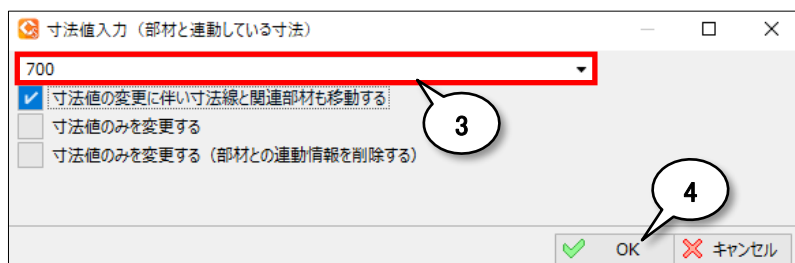 寸法値入力（部材と連動している寸法）
700
寸法値の変更に伴い寸法線と関連部材も移動する
3
寸法値のみを変更する
寸法値のみを変更する（部材との連動情報を削除する）
4
OK キャンセル